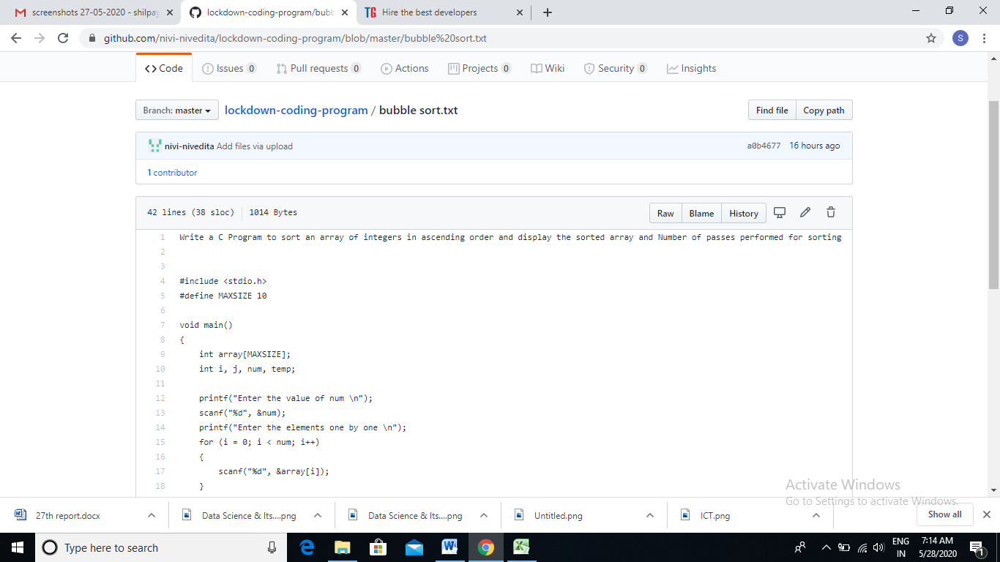 screenshots 27-05-2020 - shilpay
lockdown-coding-program/bubb
TG Hire the best developers
github.com/nivi-nivedita/lockdown-coding-program/blob/master/bubble%20sort.txt
S
Code Issues 0 Pull requests 0 Actions Projects 0 Wiki Security 0 Insights
Branch: master lockdown-coding-program / bubble sort.txt Find file Copy path
nivi-nivedita Add files via upload a0b4677 16 hours ago
1 contributor
42 lines (38 sloc) 1014 Bytes Raw Blame History
1 Write a C Program to sort an array of integers in ascending order and display the sorted array and Number of passes performed for sorting
2
3
4 #include <stdio.h>
5 #define MAXSIZE 10
6
7 void main()
8 {
9 int array[MAXSIZE];
10 int i, j, num, temp;
11
12 printf("Enter the value of num \n");
13 scanf("%d", &num);
14 printf("Enter the elements one by one \n");
15 for (i = 0; i < num; i++)
16 {
17 scanf("%d", &array[i]);
18 }
Activate Windows
Go to Settings to activate Windows.
27th report.docx Data Science & Its....png Data Science & Its....png Untitled.png ICT.png Show all
Type here to search
ENG
IN
7:14 AM
5/28/2020
1